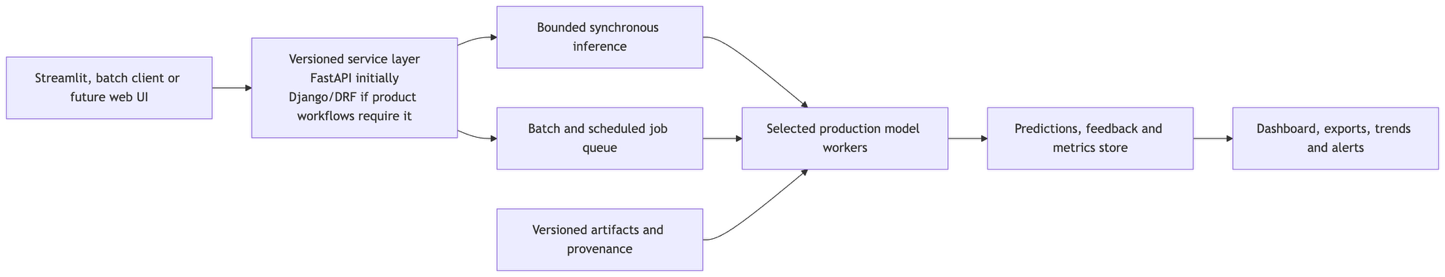 Streamlit, batch client or
future web UI
Versioned service layer
FastAPI initially
Django/DRF if product
workflows require it
Bounded synchronous
inference
Batch and scheduled job
queue
Versioned artifacts and
provenance
Selected production model
workers
Predictions, feedback and
metrics store
Dashboard, exports, trends
and alerts